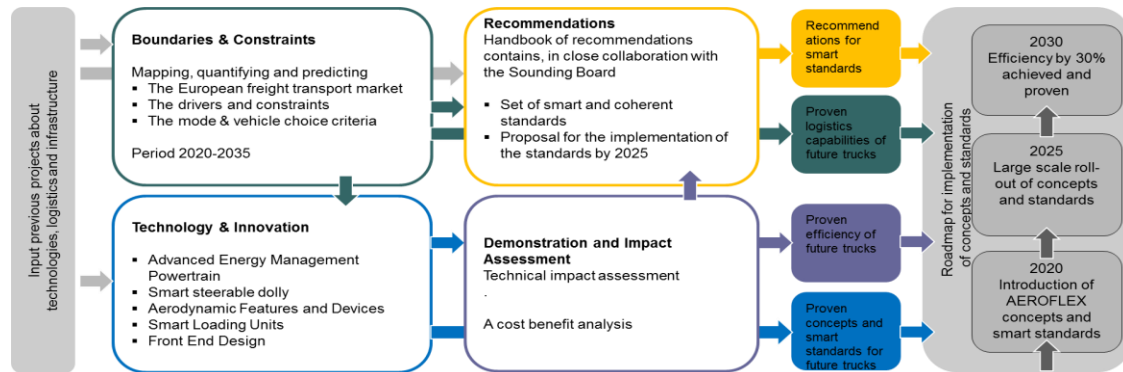 Input previous projects about
technologies, logistics and infrastructure
Boundaries & Constraints
Mapping, quantifying and predicting
▪ The European freight transport market
▪ The drivers and constraints
▪ The mode & vehicle choice criteria
Period 2020-2035
Technology & Innovation
▪ Advanced Energy Management
Powertrain
▪ Smart steerable dolly
▪ Aerodynamic Features and Devices
▪ Smart Loading Units
▪ Front End Design
Recommendations
Handbook of recommendations
contains, in close collaboration with
the Sounding Board
▪ Set of smart and coherent
standards
▪ Proposal for the implementation of
the standards by 2025
Demonstration and Impact
Assessment
Technical impact assessment
.
A cost benefit analysis
Recommend
ations for
smart
standards
Proven
logistics
capabilities of
future trucks
Proven
efficiency of
future trucks
Proven
concepts and
smart
standards for
future trucks
Roadmap for implementation
of concepts and standards
2030
Efficiency by 30%
achieved and
proven
2025
Large scale roll-
out of concepts
and standards
2020
Introduction of
AEROFLEX
concepts and
smart standards